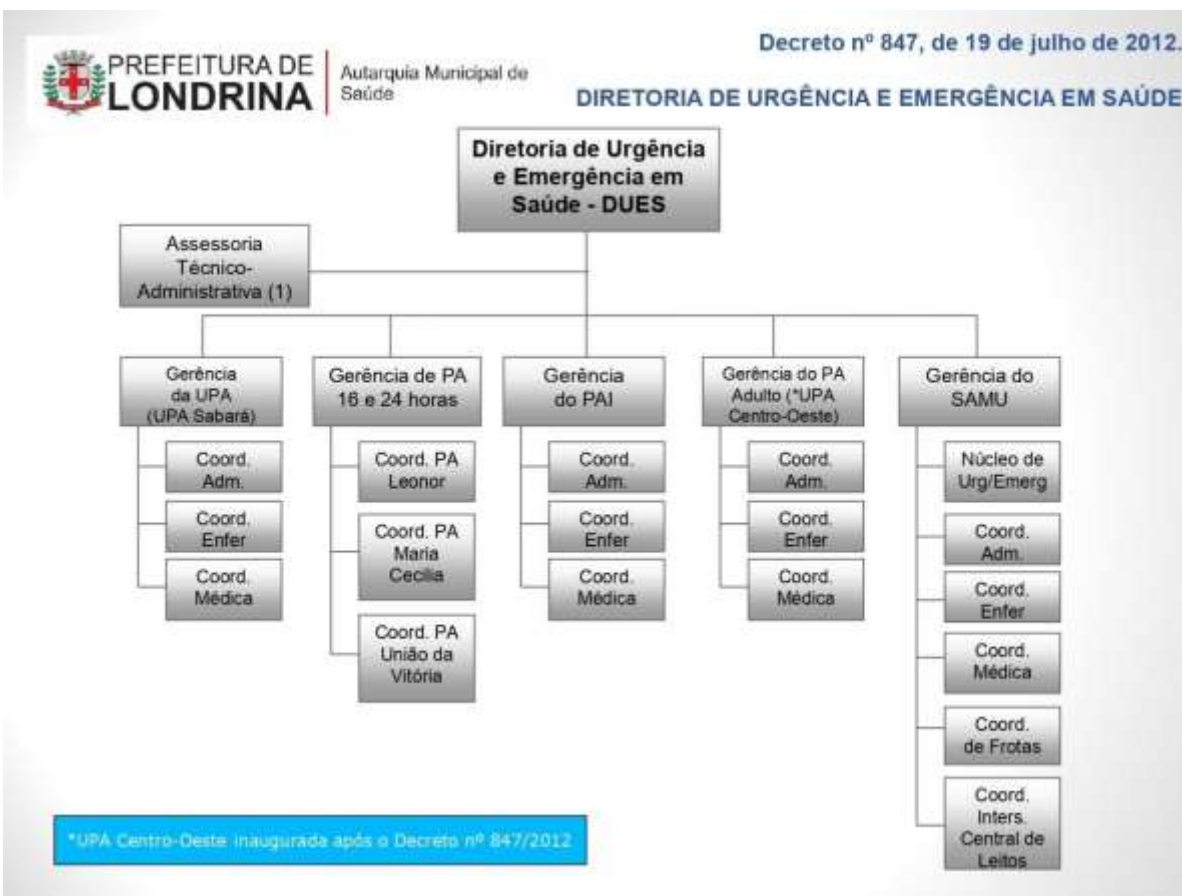 PREFEITURA DE
LONDRINA
Autarquia Municipal de
Saúde
Decreto nº 847, de 19 de julho de 2012.
DIRETORIA DE URGÊNCIA E EMERGÊNCIA EM SAÚDE
Diretoria de Urgência
e Emergência em
Saúde - DUES
Assessoria
Técnico-
Administrativa (1)
Gerência
da UPA
(UPA Sabará)
Coord.
Adm.
Coord.
Enfer
Coord.
Médica
Gerência de PA
16 e 24 horas
Coord. PA
Leonor
Coord. PA
Maria
Cecília
Coord. PA
União da
Vitória
Gerência
do PAI
Coord.
Adm.
Coord.
Enfer
Coord.
Médica
Gerência do PA
Adulto (*UPA
Centro-Oeste)
Coord.
Adm.
Coord.
Enfer
Coord.
Médica
Gerência do
SAMU
Núcleo de
Urg/Emerg
Coord.
Adm.
Coord.
Enfer
Coord.
Médica
Coord.
de Frotas
Coord.
Inters.
Central de
Leitos
*UPA Centro-Oeste inaugurada após o Decreto nº 847/2012